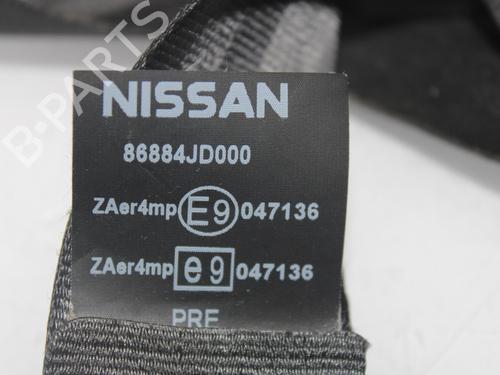 NISSAN
86884JD000
ZAer4mp E9 047136
ZAer4mp e9 047136
PRE
B-PARTS